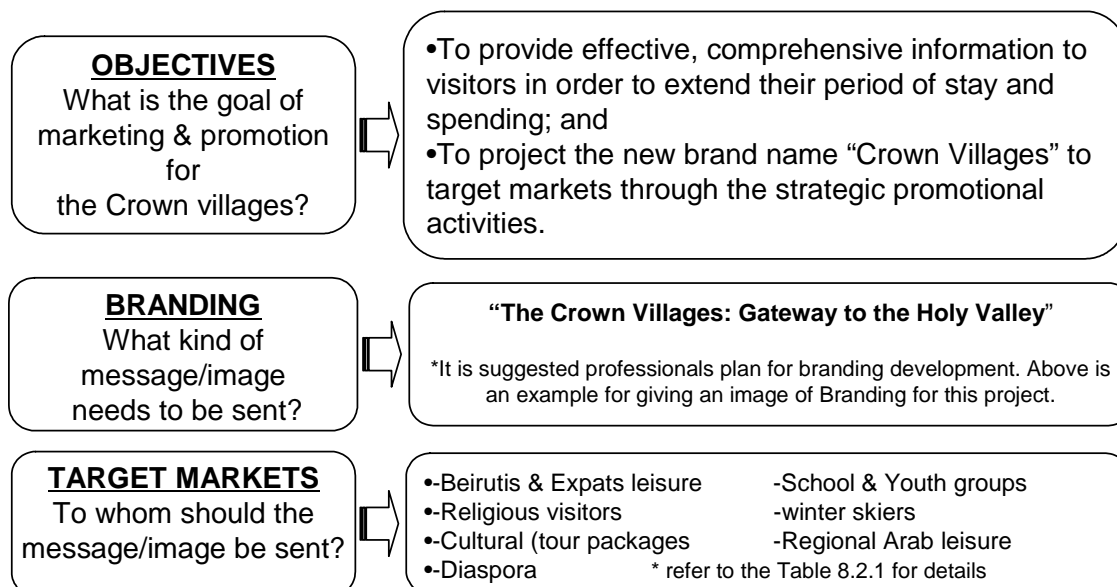 OBJECTIVES
What is the goal of
marketing & promotion
for
the Crown villages?
•To provide effective, comprehensive information to
visitors in order to extend their period of stay and
spending; and
•To project the new brand name “Crown Villages” to
target markets through the strategic promotional
activities.
BRANDING
What kind of
message/image
needs to be sent?
“The Crown Villages: Gateway to the Holy Valley”
*It is suggested professionals plan for branding development. Above is
an example for giving an image of Branding for this project.
TARGET MARKETS
To whom should the
message/image be sent?
•-Beirutis & Expats leisure -School & Youth groups
•-Religious visitors -winter skiers
•-Cultural (tour packages -Regional Arab leisure
•-Diaspora * refer to the Table 8.2.1 for details